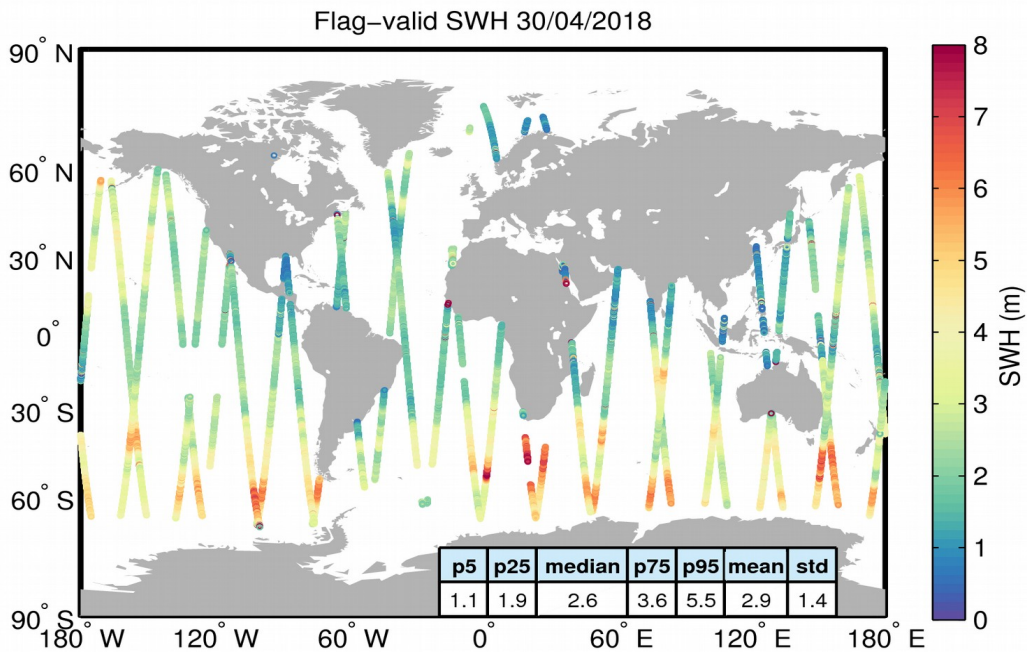 Flag−valid SWH 30/04/2018
90° N
60° N
30° N
0°
30° S
60° S
90° S
180° W
120° W
60° W
0°
60° E
120° E
180° E
8
7
6
5
4
3
2
1
0
SWH (m)
p5 p25 median p75 p95 mean std
1.1 1.9 2.6 3.6 5.5 2.9 1.4